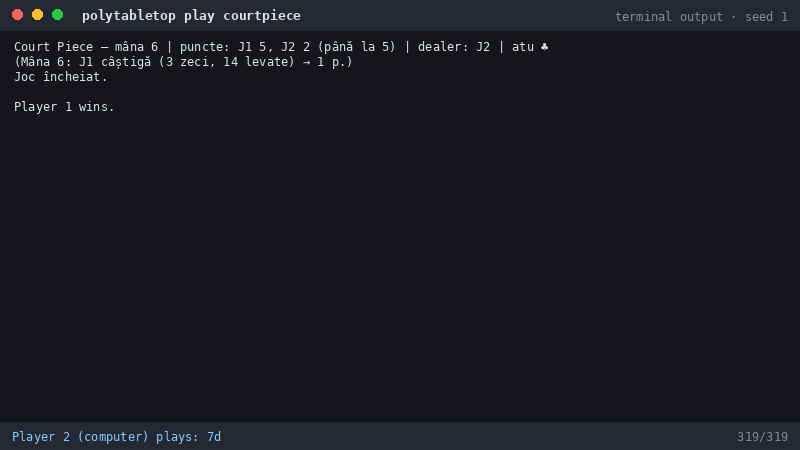 polytabletop play courtpiece
terminal output · seed 1
Court Piece — mâna 6 | puncte: J1 5, J2 2 (până la 5) | dealer: J2 | atu ♣
(Mâna 6: J1 câștigă (3 zeci, 14 levate) → 1 p.)
Joc încheiat.
Player 1 wins.
Player 2 (computer) plays: 7d
319/319